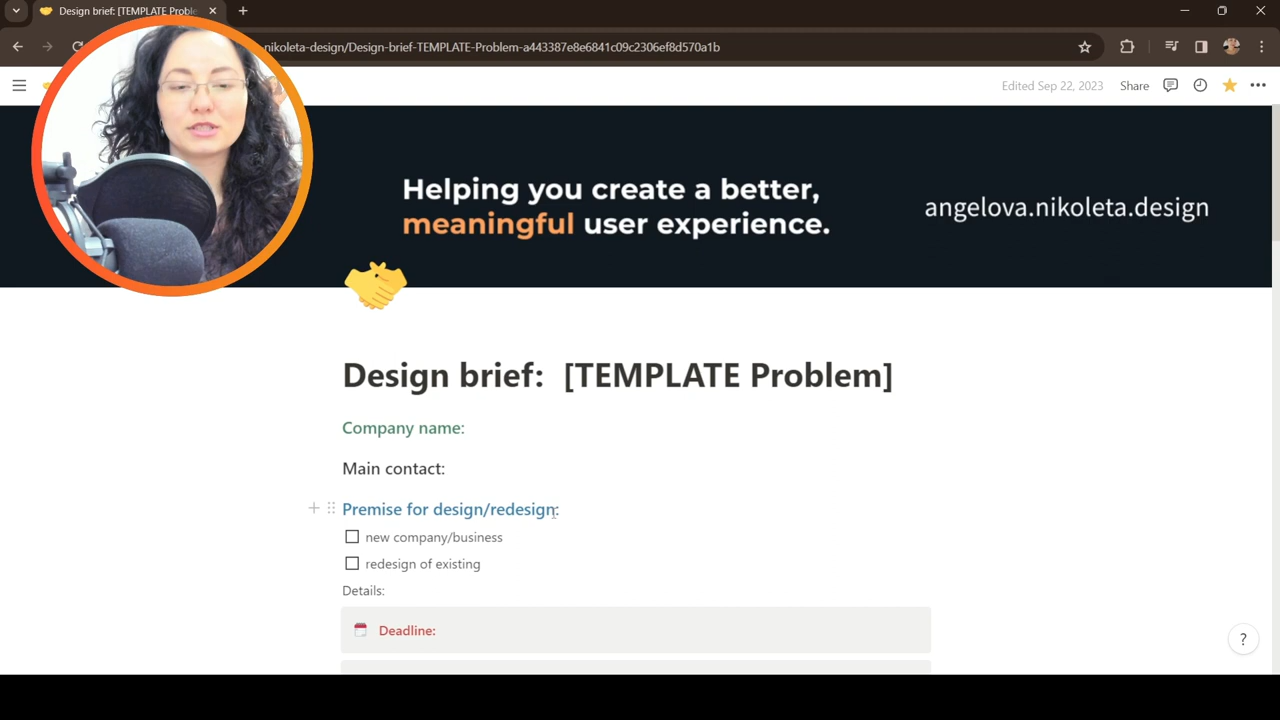 Design brief: [TEMPLATE Proble
nikoleta-design/Design-brief-TEMPLATE-Problem-a443387e8e6841c09c2306ef8d570a1b
Edited Sep 22, 2023 Share
Helping you create a better,
meaningful user experience.
angelova.nikoleta.design
Design brief: [TEMPLATE Problem]
Company name:
Main contact:
Premise for design/redesign:
new company/business
redesign of existing
Details:
Deadline:
?